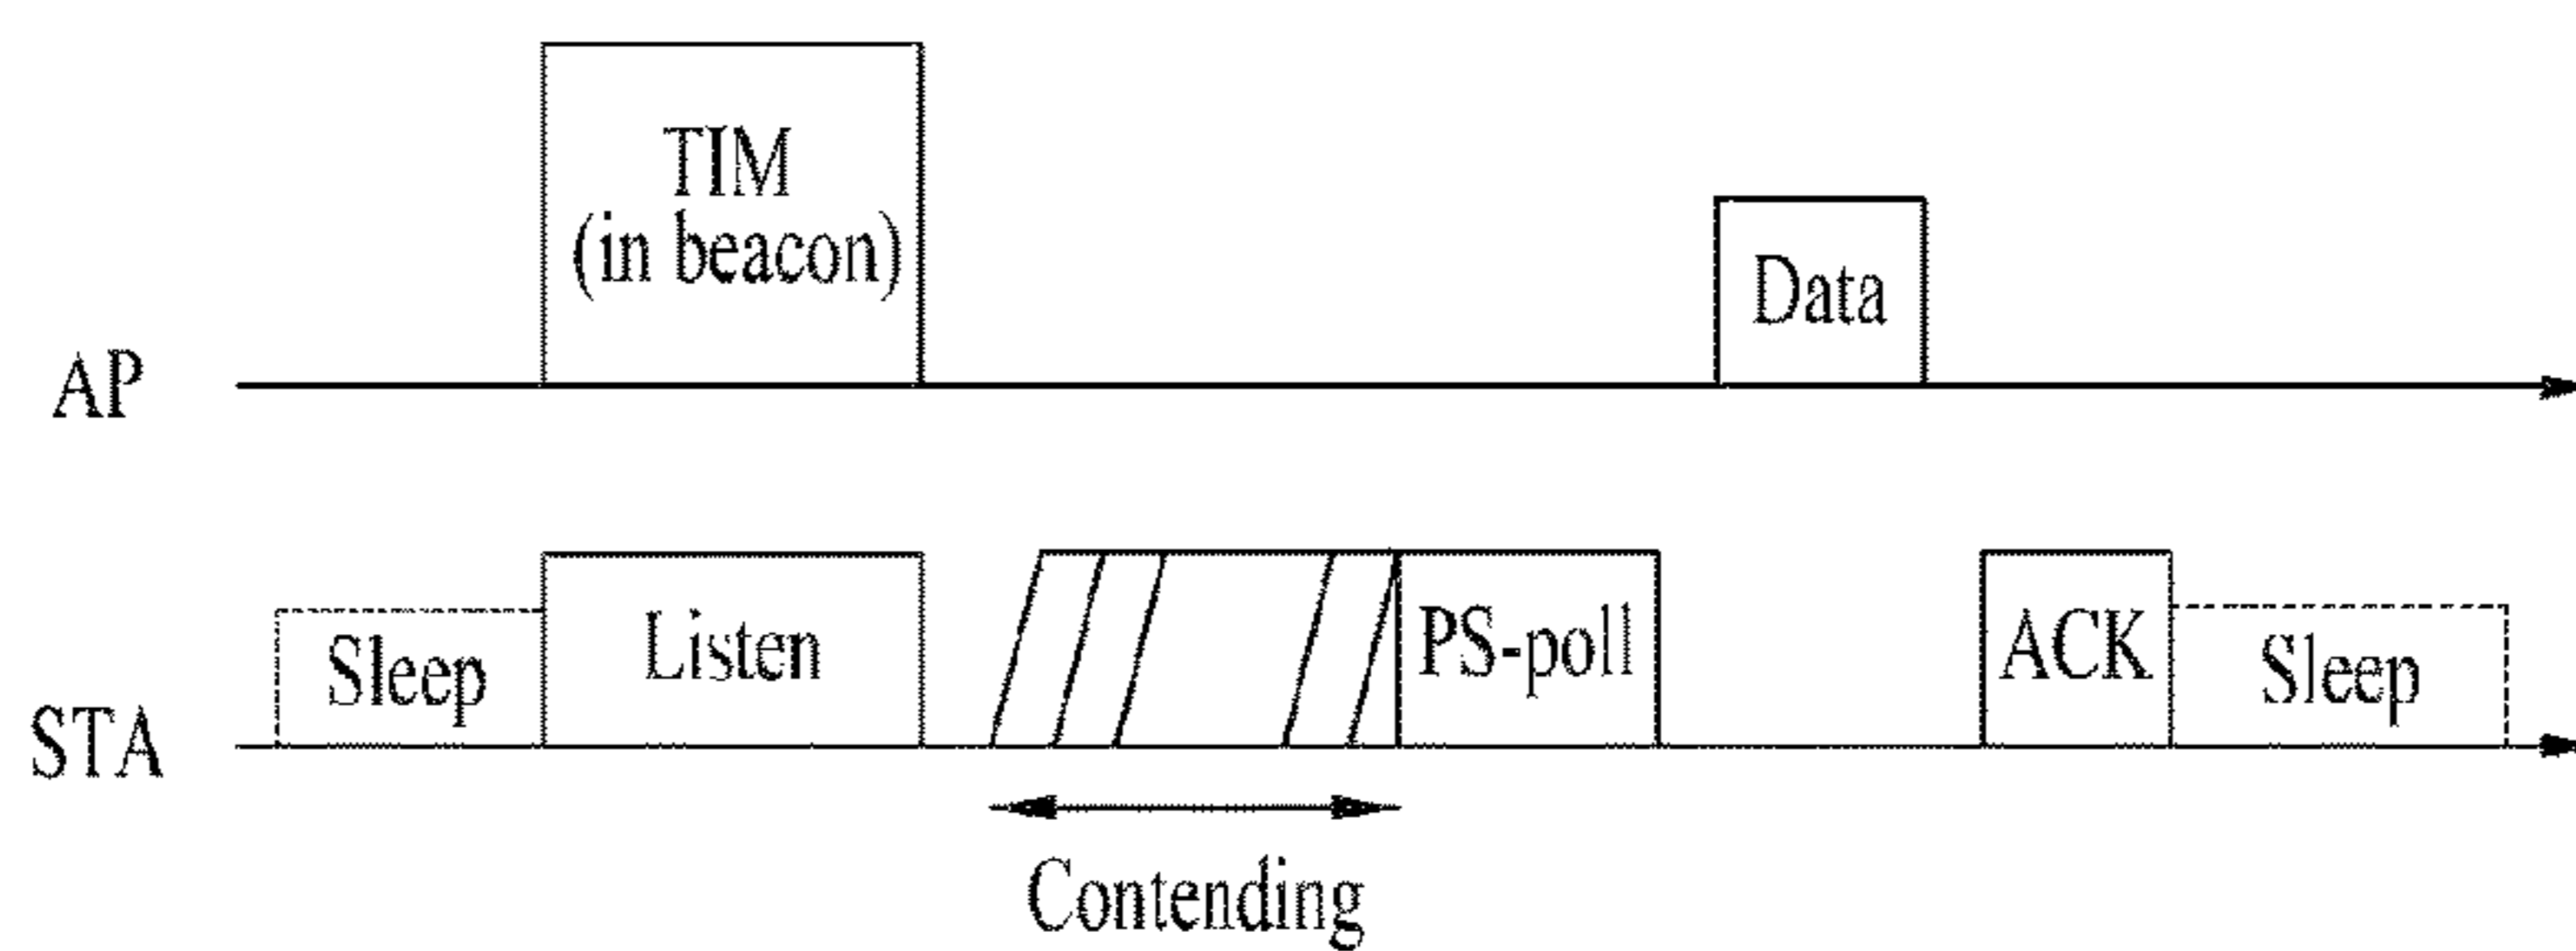 TIM
(in beacon)
Data
AP
Sleep
Listen
PS-poll
ACK
Sleep
STA
Contending